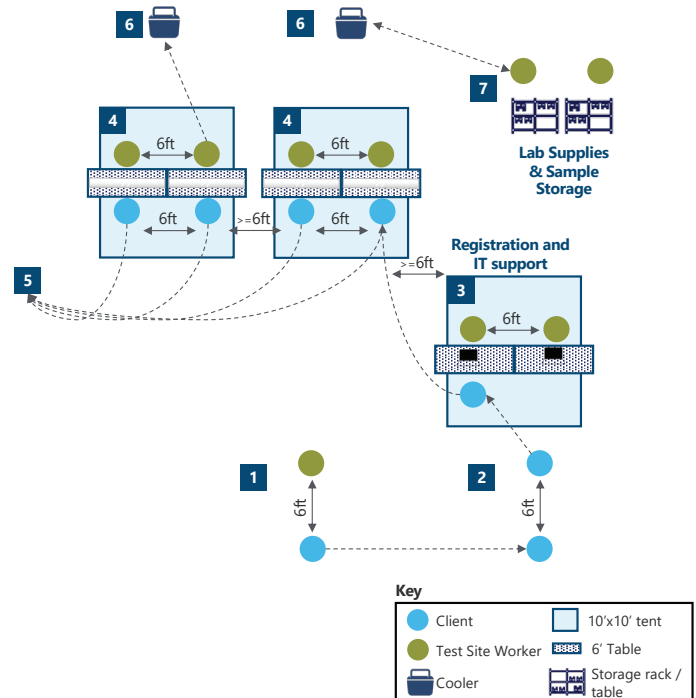 6
6
7
4
4
6ft
6ft
Lab Supplies
& Sample
Storage
6ft
>=6ft
6ft
Registration and
IT support
>=6ft
5
3
6ft
1
2
6ft
6ft
Key
Client
10'x10' tent
Test Site Worker
6' Table
Cooler
Storage rack /
table